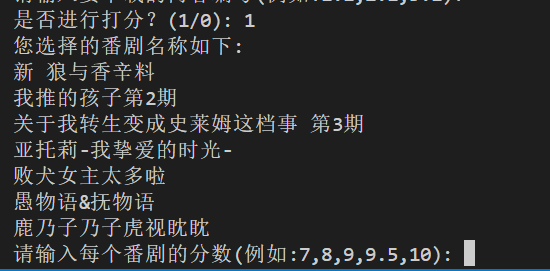 是否进行打分? (1/0): 1
您选择的番剧名称如下:
新 狼与香辛料
我推的孩子第2期
关于我转生变成史莱姆这档事 第3期
亚托莉-我挚爱的时光-
败犬女主太多啦
愚物语&抚物语
鹿乃子乃子虎视眈眈
请输入每个番剧的分数(例如:7,8,9,9.5,10):